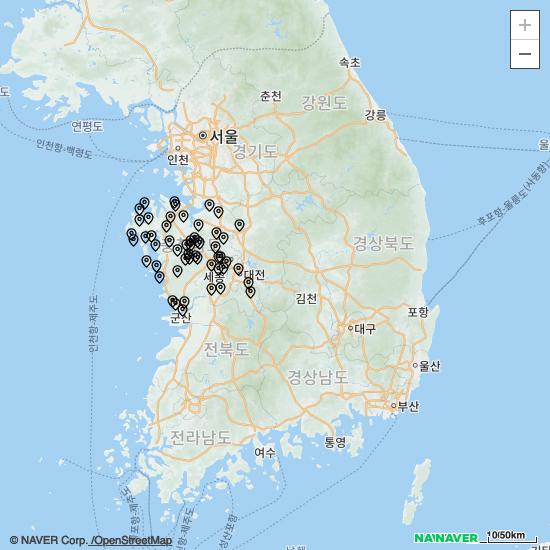 속초
춘천
강원도
강릉
도
연평도
서울
인천
경기도
인천항-백령도
울
후포항-울릉도(사동항)
경상북도
세종
대전
김천
포항
인천항-제주도
군산
대구
전북도
울산
경상남도
부산
전라남도
여수
통영
© NAVER Corp. /OpenStreetMap
NAVER
10/50km